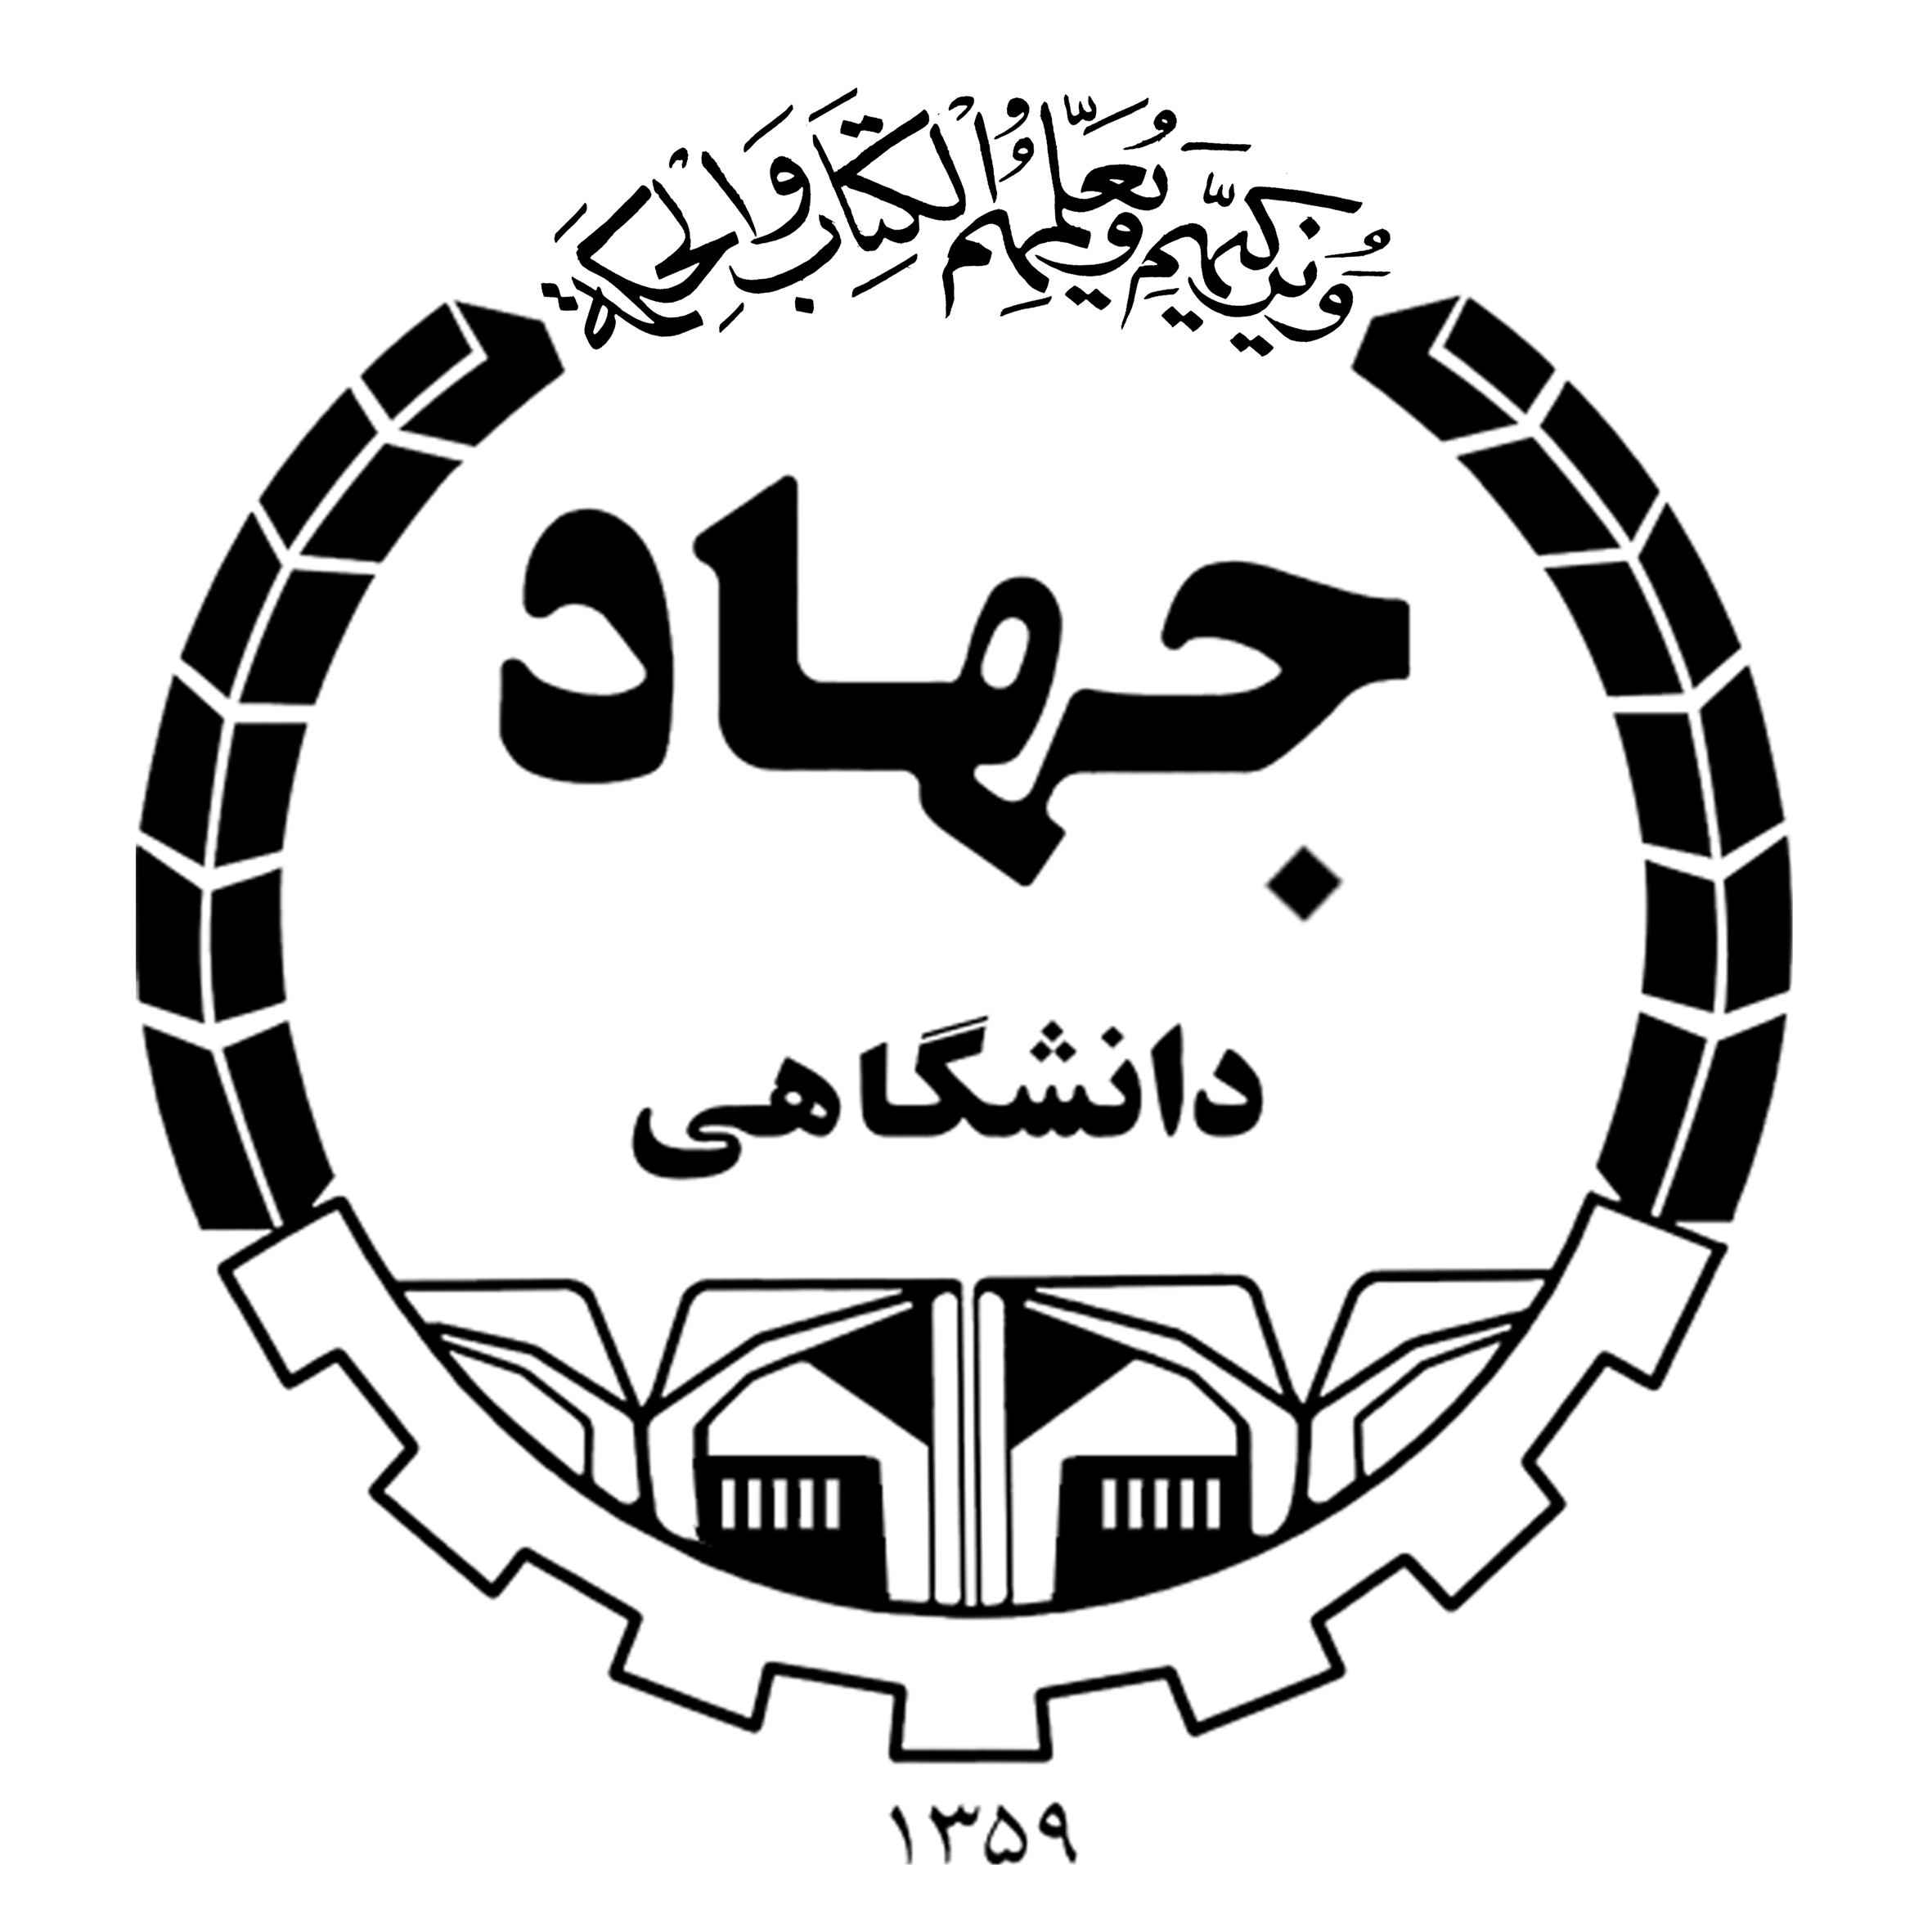 وَيُزَكِّيهِمْ وَيُعَلِّمُهُمُ الْكِتَابَ وَالْحِكْمَةَ
جهاد
دانشگاهی
۱۳۵۹